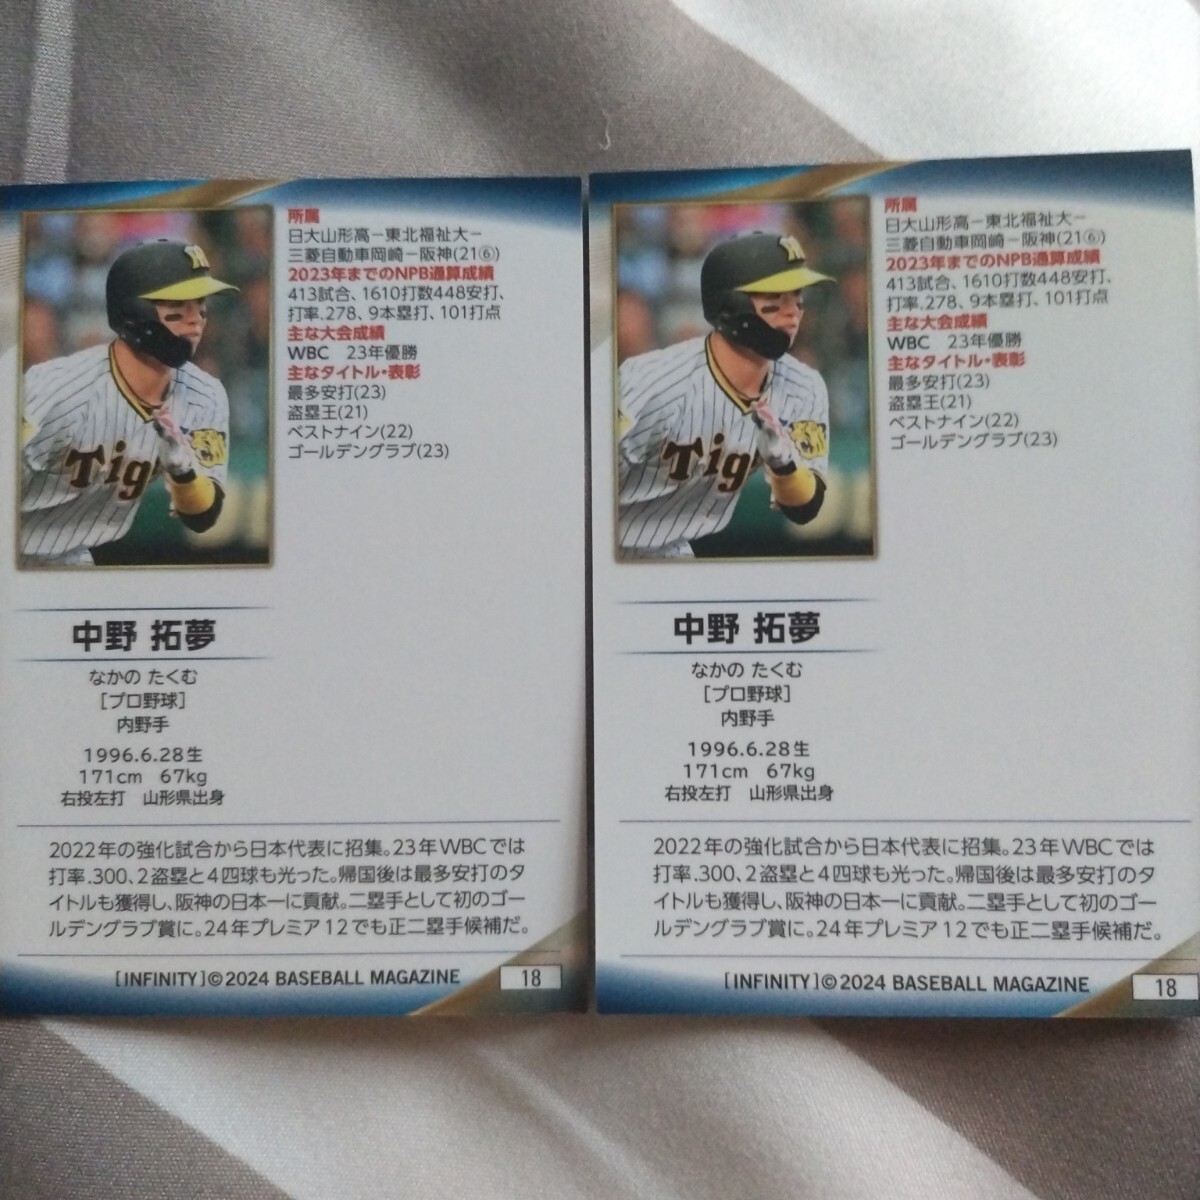 所属
日大山形高－東北福祉大－
三菱自動車岡崎－阪神(21⑥)
2023年までのNPB通算成績
413試合、1610打数448安打、
打率.278、9本塁打、101打点
主な大会成績
WBC　23年優勝
主なタイトル・表彰
最多安打(23)
盗塁王(21)
ベストナイン(22)
ゴールデングラブ(23)
Tig
中野 拓夢
なかの たくむ
[プロ野球]
内野手
1996.6.28生
171cm　67kg
右投左打　山形県出身
2022年の強化試合から日本代表に招集。23年WBCでは
打率.300、2盗塁と4四球も光った。帰国後は最多安打のタ
イトルも獲得し、阪神の日本一に貢献。二塁手として初のゴー
ルデングラブ賞に。24年プレミア12でも正二塁手候補だ。
[INFINITY]©2024 BASEBALL MAGAZINE
18
所属
日大山形高－東北福祉大－
三菱自動車岡崎－阪神(21⑥)
2023年までのNPB通算成績
413試合、1610打数448安打、
打率.278、9本塁打、101打点
主な大会成績
WBC　23年優勝
主なタイトル・表彰
最多安打(23)
盗塁王(21)
ベストナイン(22)
ゴールデングラブ(23)
Tig
中野 拓夢
なかの たくむ
[プロ野球]
内野手
1996.6.28生
171cm　67kg
右投左打　山形県出身
2022年の強化試合から日本代表に招集。23年WBCでは
打率.300、2盗塁と4四球も光った。帰国後は最多安打のタ
イトルも獲得し、阪神の日本一に貢献。二塁手として初のゴー
ルデングラブ賞に。24年プレミア12でも正二塁手候補だ。
[INFINITY]©2024 BASEBALL MAGAZINE
18